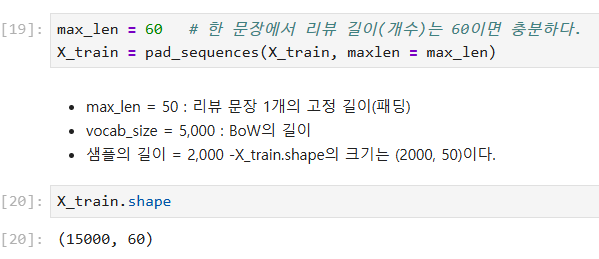 [19]: max_len = 60   # 한 문장에서 리뷰 길이(개수)는 60이면 충분하다.
X_train = pad_sequences(X_train, maxlen = max_len)
• max_len = 50 : 리뷰 문장 1개의 고정 길이(패딩)
• vocab_size = 5,000 : BoW의 길이
• 샘플의 길이 = 2,000 -X_train.shape의 크기는 (2000, 50)이다.
[20]: X_train.shape
[20]: (15000, 60)